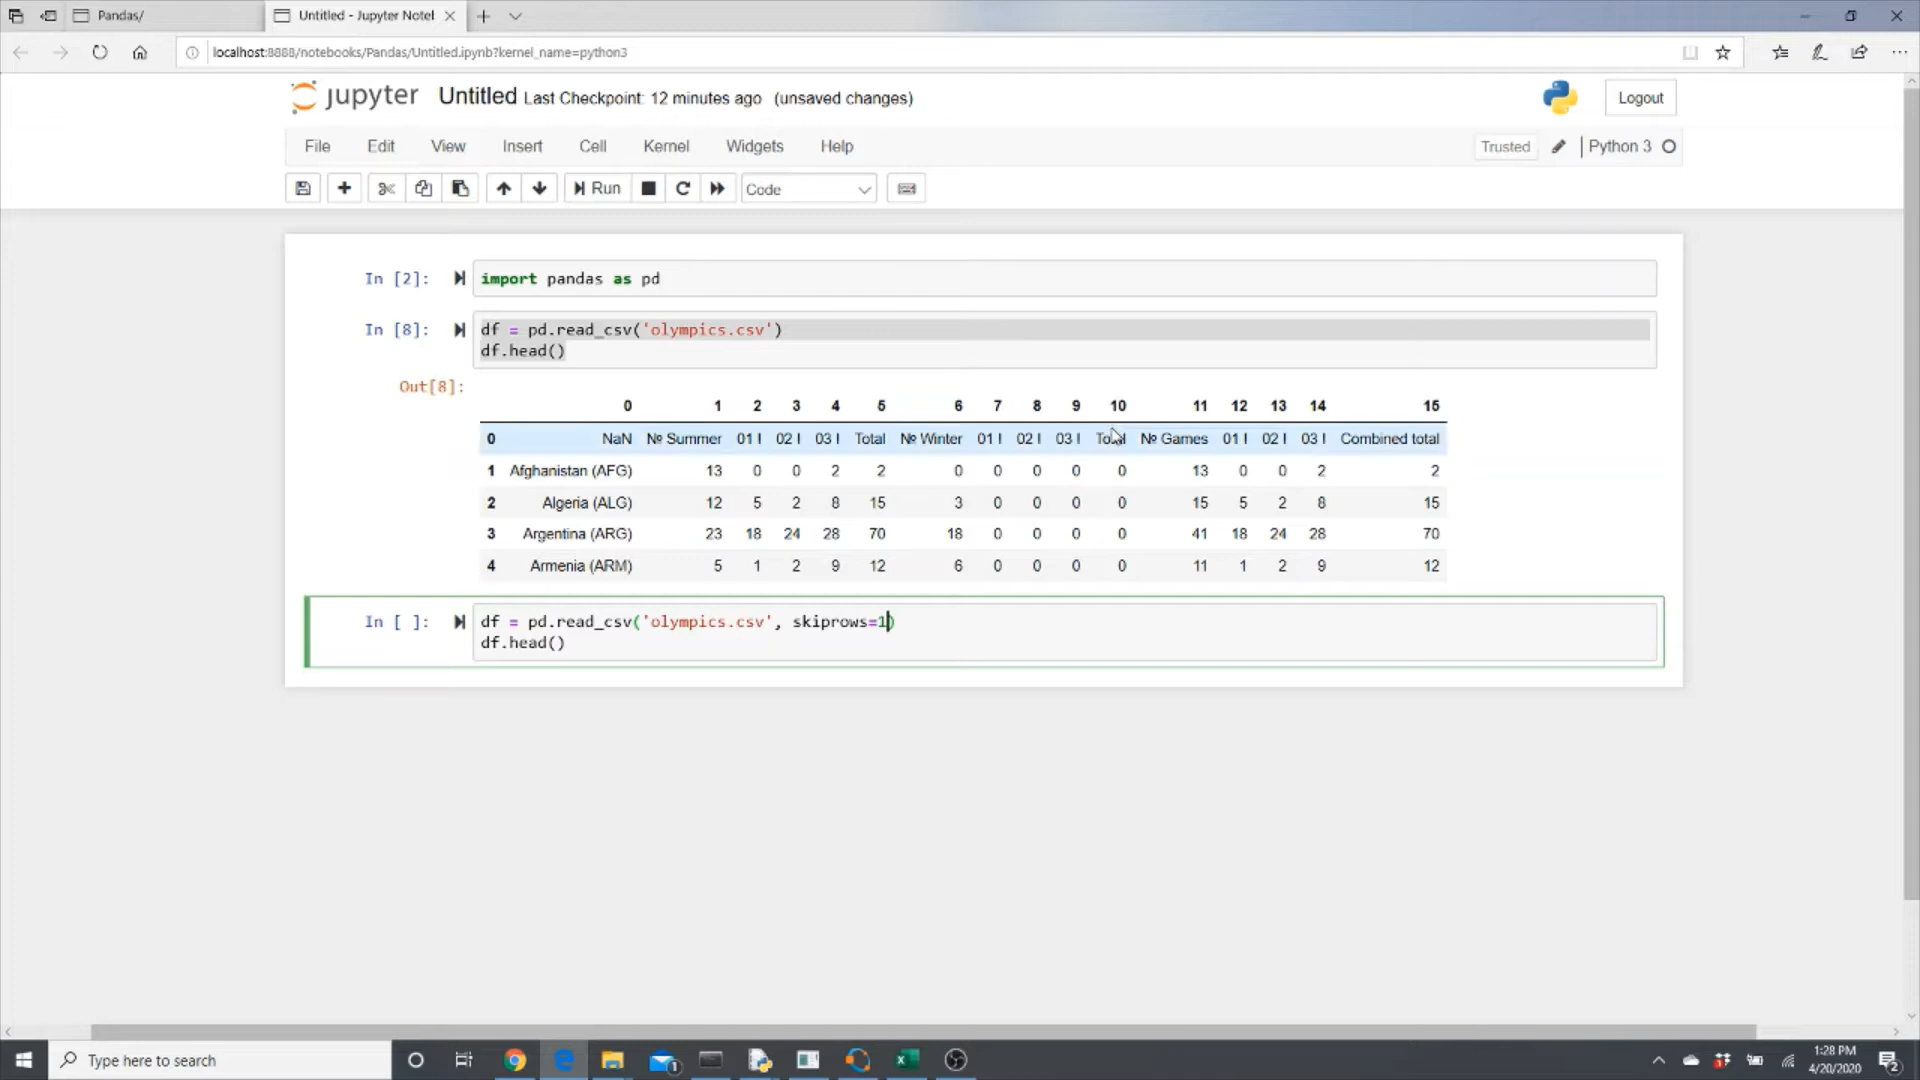 Pandas/
Untitled - Jupyter Notel
localhost:8888/notebooks/Pandas/Untitled.ipynb?kernel_name=python3
jupyter Untitled Last Checkpoint: 12 minutes ago (unsaved changes)
Logout
File Edit View Insert Cell Kernel Widgets Help
Trusted Python 3
Run Code
In [2]: import pandas as pd
In [8]: df = pd.read_csv('olympics.csv')
df.head()
Out[8]:
0 1 2 3 4 5 6 7 8 9 10 11 12 13 14 15
0 NaN № Summer 01 ! 02 ! 03 ! Total № Winter 01 ! 02 ! 03 ! Total № Games 01 ! 02 ! 03 ! Combined total
1 Afghanistan (AFG) 13 0 0 2 2 0 0 0 0 0 13 0 0 2 2
2 Algeria (ALG) 12 5 2 8 15 3 0 0 0 0 15 5 2 8 15
3 Argentina (ARG) 23 18 24 28 70 18 0 0 0 0 41 18 24 28 70
4 Armenia (ARM) 5 1 2 9 12 6 0 0 0 0 11 1 2 9 12
In [ ]: df = pd.read_csv('olympics.csv', skiprows=1)
df.head()
Type here to search
1:28 PM
4/20/2020